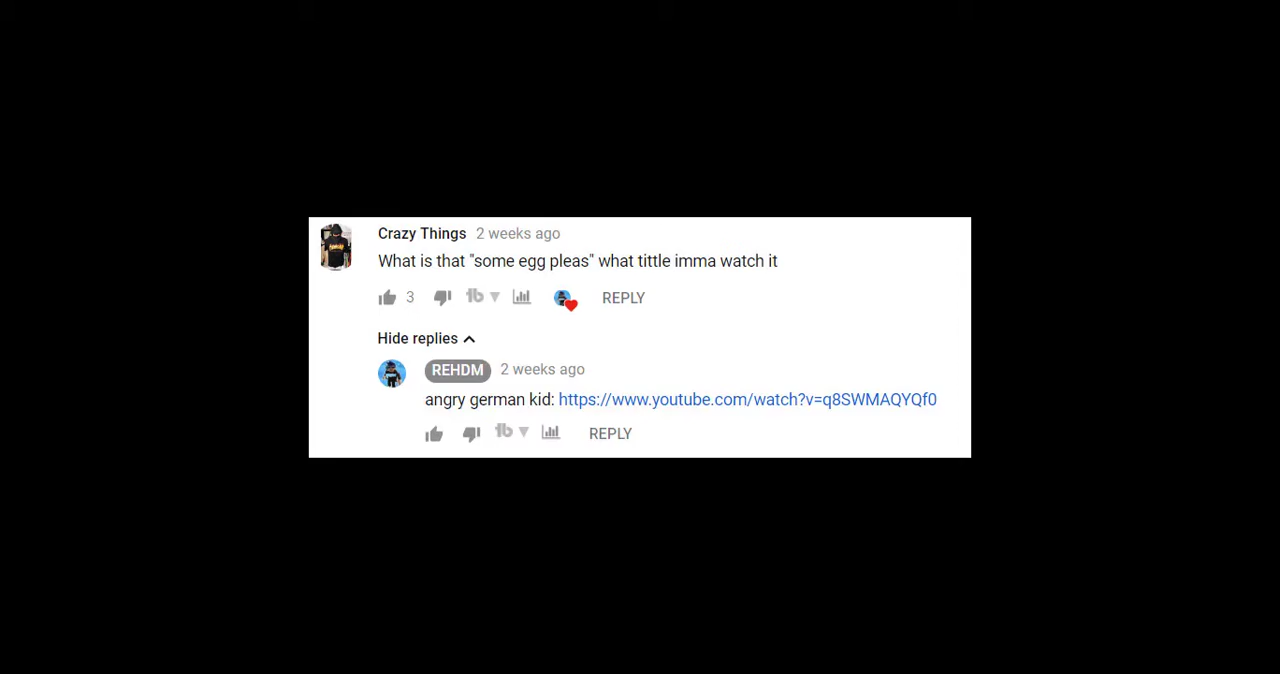 Crazy Things 2 weeks ago
What is that "some egg pleas" what tittle imma watch it
3 REPLY
Hide replies
REHDM 2 weeks ago
angry german kid: https://www.youtube.com/watch?v=q8SWMAQYQf0
REPLY